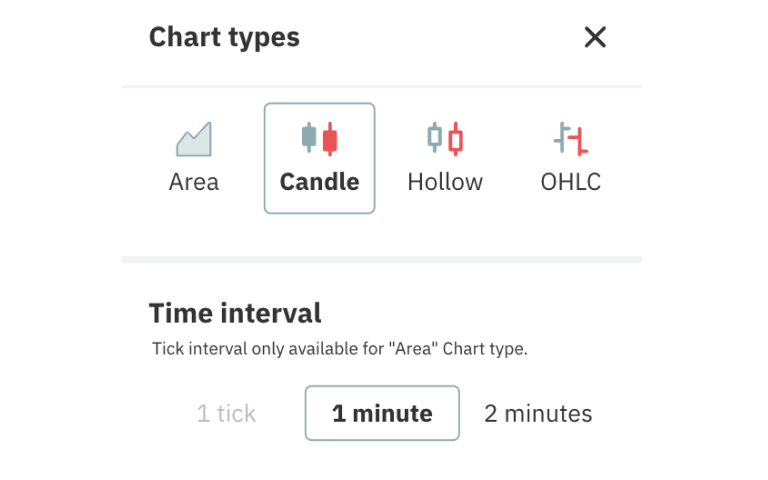 Chart types
Area Candle Hollow OHLC
Time interval
Tick interval only available for "Area" Chart type.
1 tick 1 minute 2 minutes